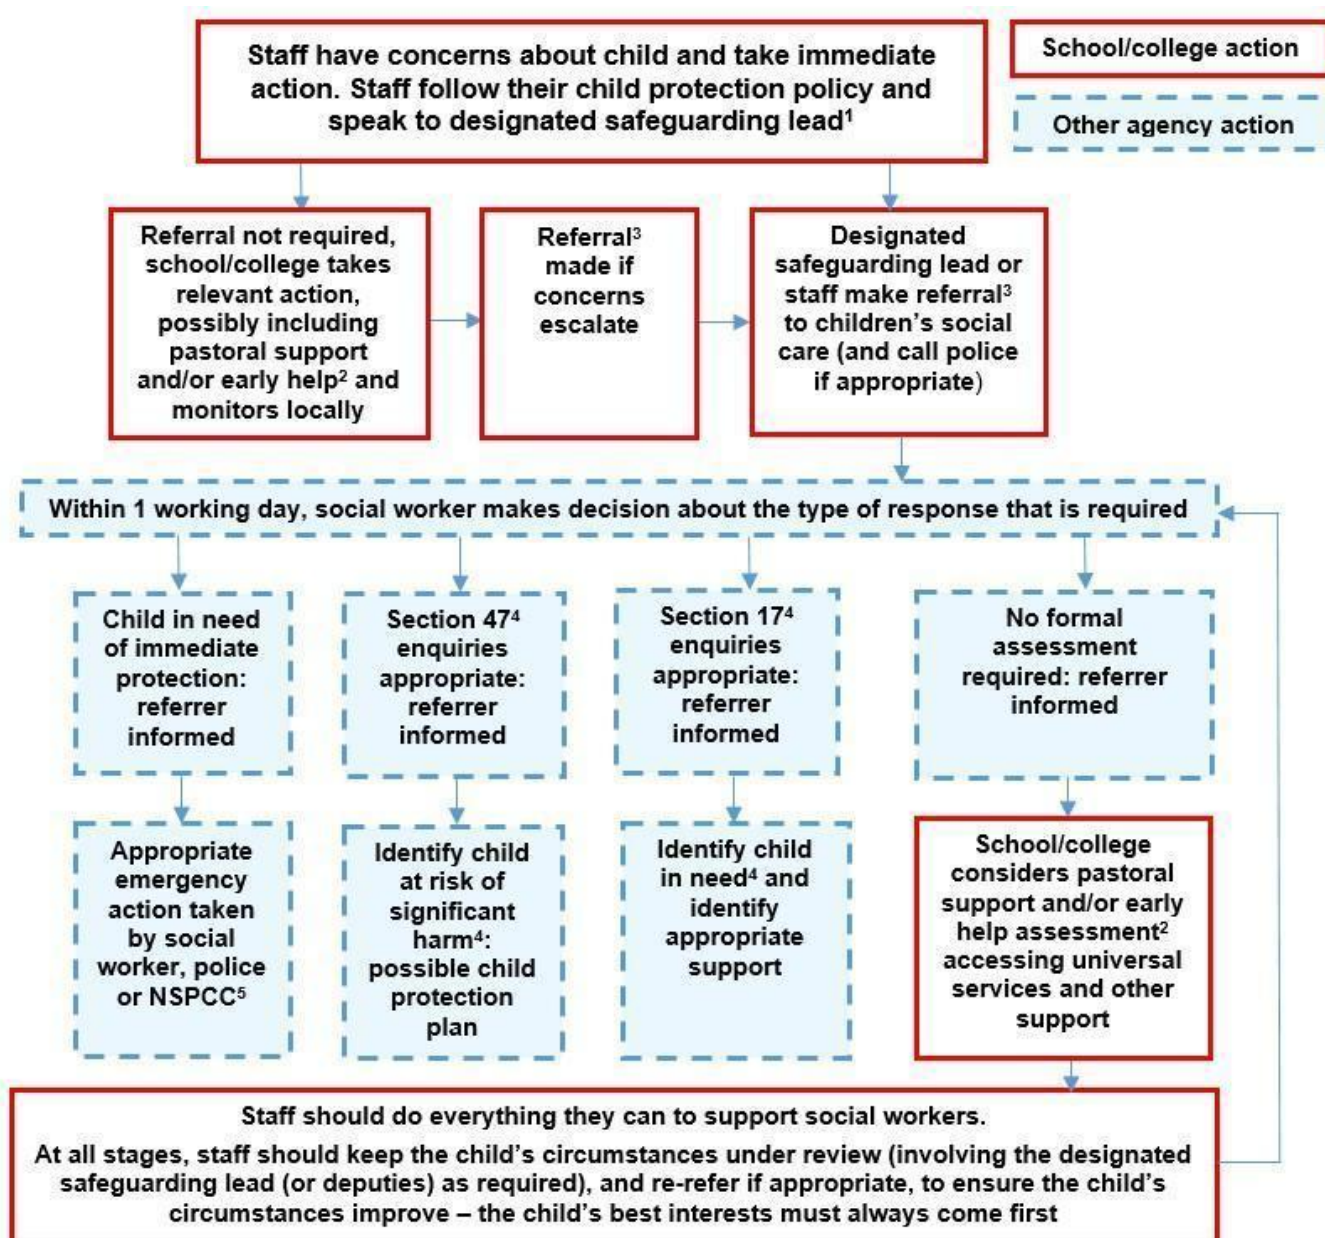 Staff have concerns about child and take immediate
action. Staff follow their child protection policy and
speak to designated safeguarding lead¹
School/college action
Other agency action
Referral not required,
school/college takes
relevant action,
possibly including
pastoral support
and/or early help² and
monitors locally
Referral³
made if
concerns
escalate
Designated
safeguarding lead or
staff make referral³
to children’s social
care (and call police
if appropriate)
Within 1 working day, social worker makes decision about the type of response that is required
Child in need
of immediate
protection:
referrer
informed
Section 47⁴
enquiries
appropriate:
referrer
informed
Section 17⁴
enquiries
appropriate:
referrer
informed
No formal
assessment
required: referrer
informed
Appropriate
emergency
action taken
by social
worker, police
or NSPCC⁵
Identify child
at risk of
significant
harm⁴:
possible child
protection
plan
Identify child
in need⁴ and
identify
appropriate
support
School/college
considers pastoral
support and/or early
help assessment²
accessing universal
services and other
support
Staff should do everything they can to support social workers.
At all stages, staff should keep the child’s circumstances under review (involving the designated
safeguarding lead (or deputies) as required), and re-refer if appropriate, to ensure the child’s
circumstances improve – the child’s best interests must always come first